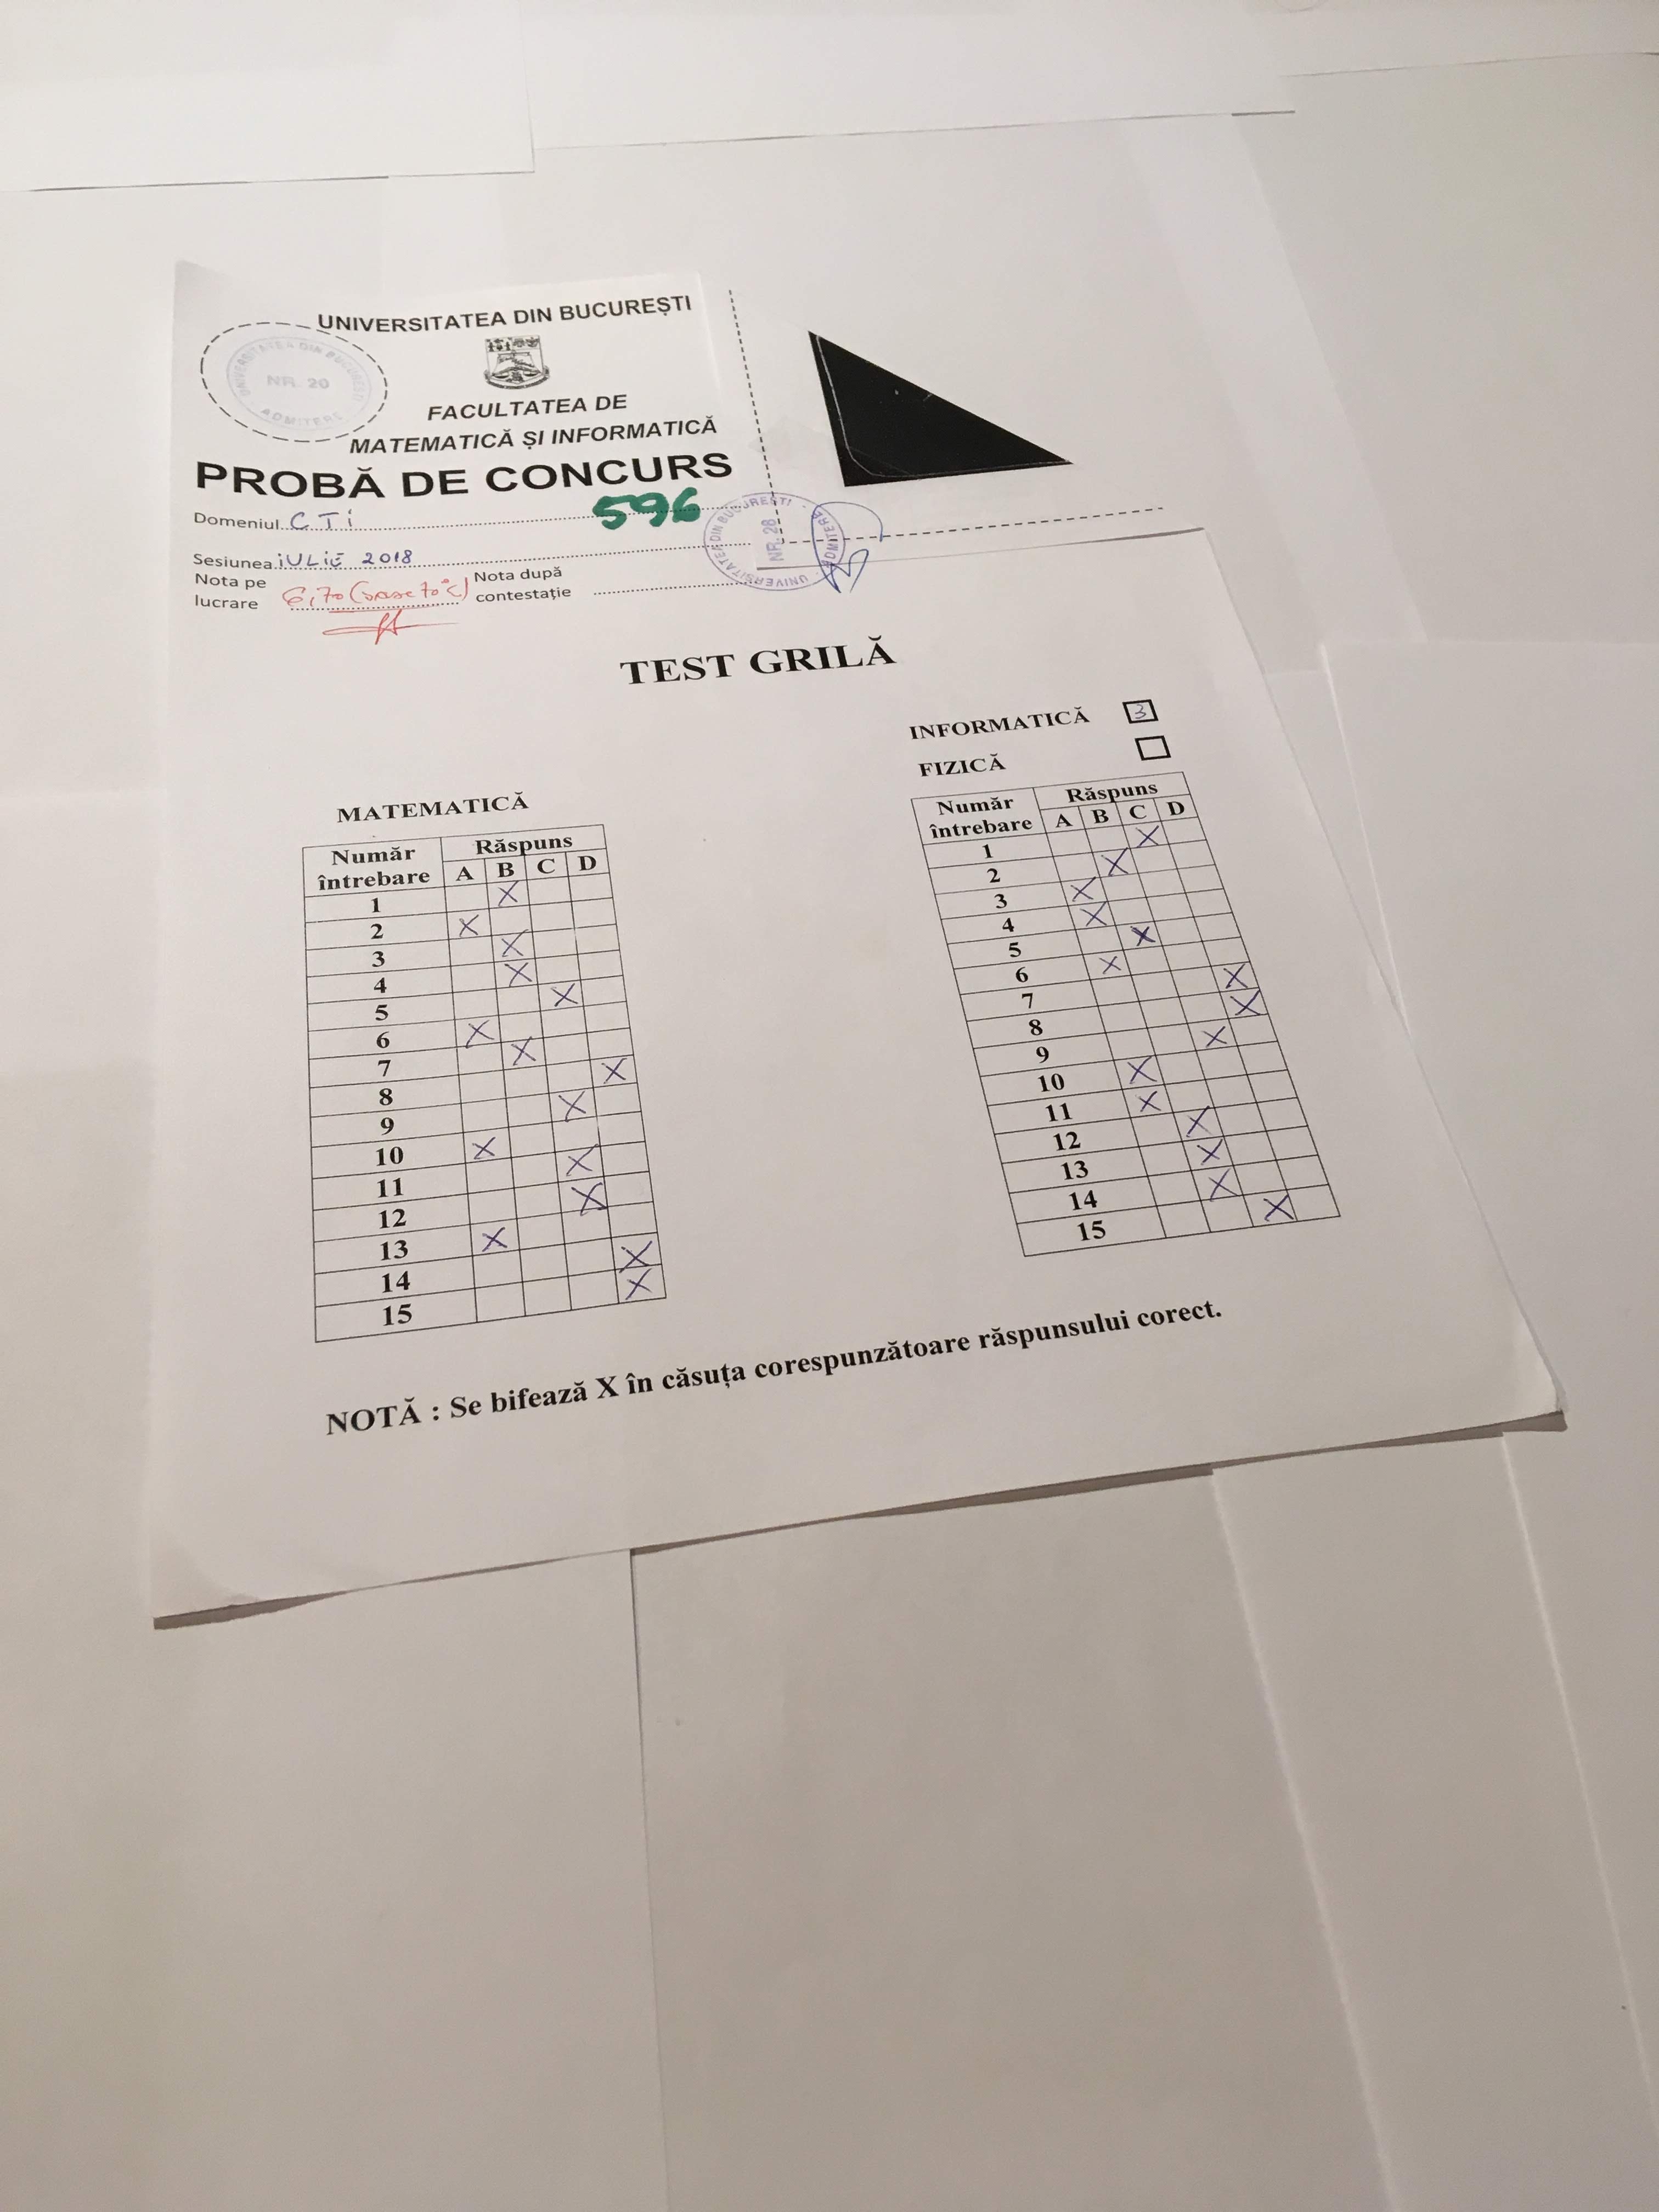 UNIVERSITATEA DIN BUCUREȘTI
UNIVERSITATEA DIN BUCUREȘTI
NR. 20
ADMITERE
FACULTATEA DE
MATEMATICĂ ȘI INFORMATICĂ
PROBĂ DE CONCURS
Domeniul CTi 596
Sesiunea iULiE 2018
UNIVERSITATEA DIN BUCUREȘTI - ADMITERE
NR. 28
Nota pe lucrare 6,70 (șase 70%) Nota după contestație
TEST GRILĂ
INFORMATICĂ 3
FIZICĂ
MATEMATICĂ
Număr întrebare Răspuns
A B C D
1 X
2 X
3 X
4 X
5 X
6 X
7 X
8 X
9 X
10 X
11 X
12 X
13 X
14 X
15 X
Număr întrebare Răspuns
A B C D
1 X
2 X
3 X
4 X
5 X
6 X
7 X
8 X
9 X
10 X
11 X
12 X
13 X
14 X
15 X
NOTĂ : Se bifează X în căsuța corespunzătoare răspunsului corect.